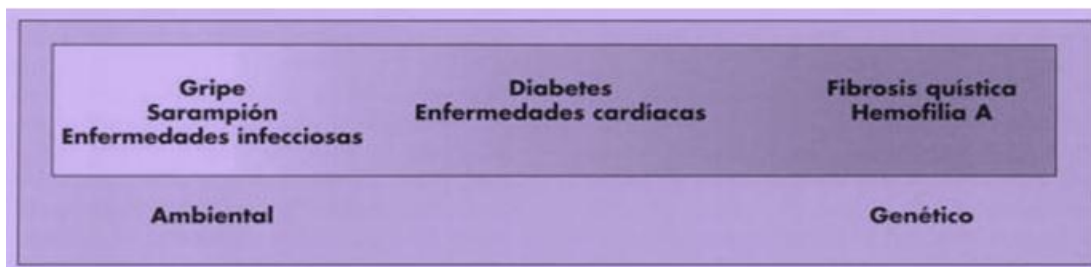 Gripe
Sarampión
Enfermedades infecciosas
Diabetes
Enfermedades cardíacas
Fibrosis quística
Hemofilia A
Ambiental
Genético